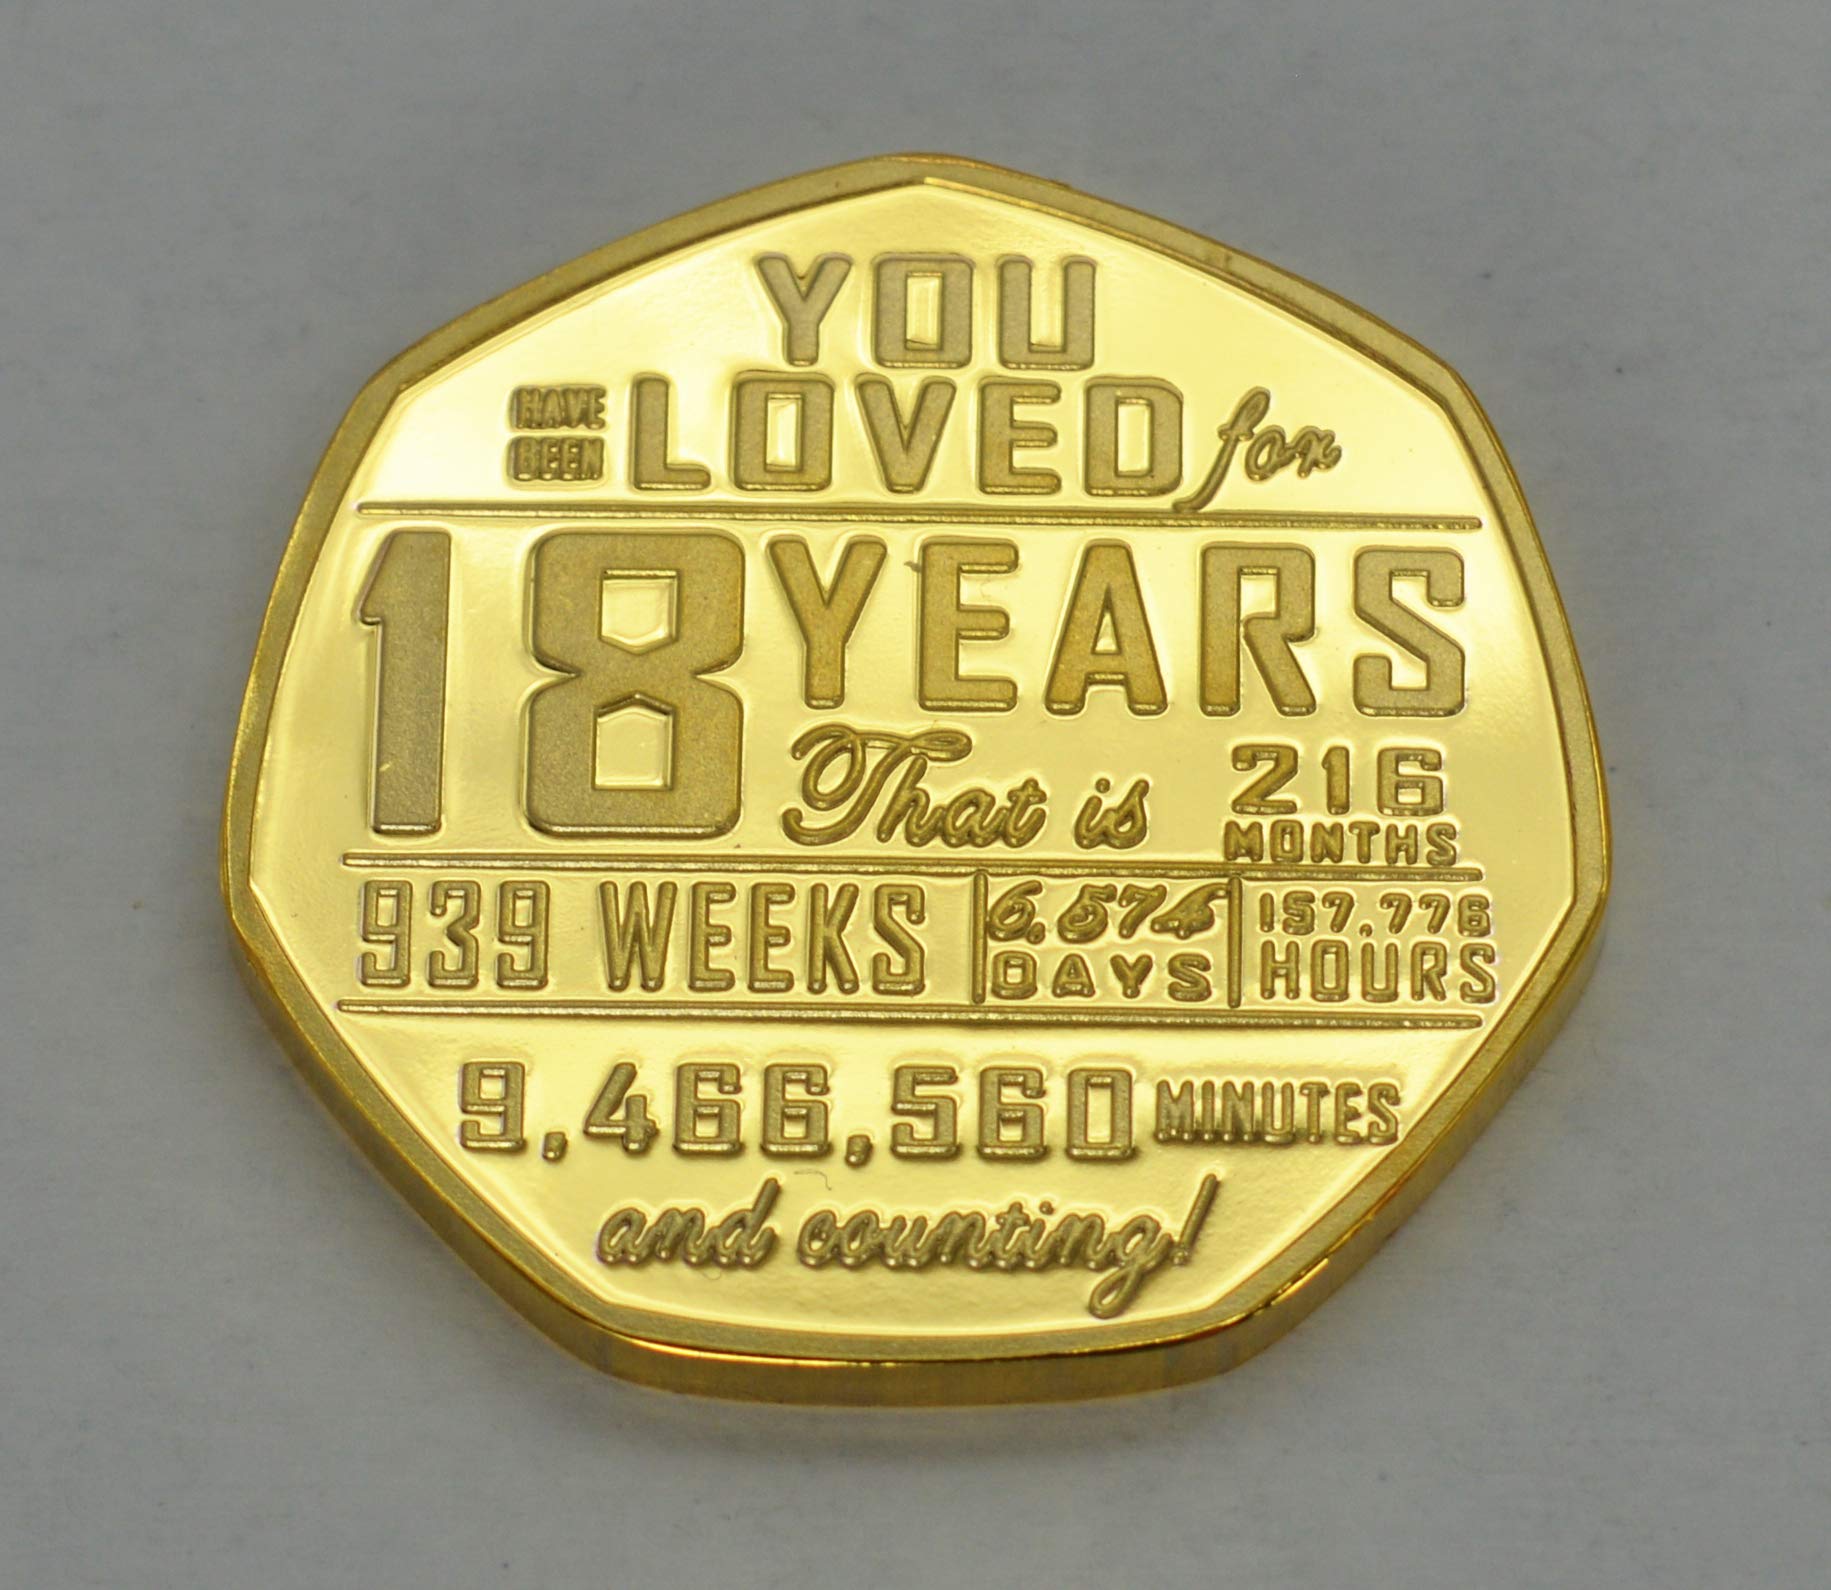 YOU
HAVE BEEN LOVED for
18 YEARS
That is 216 MONTHS
939 WEEKS 6.574 DAYS 157.776 HOURS
9,466,560 MINUTES
and counting!